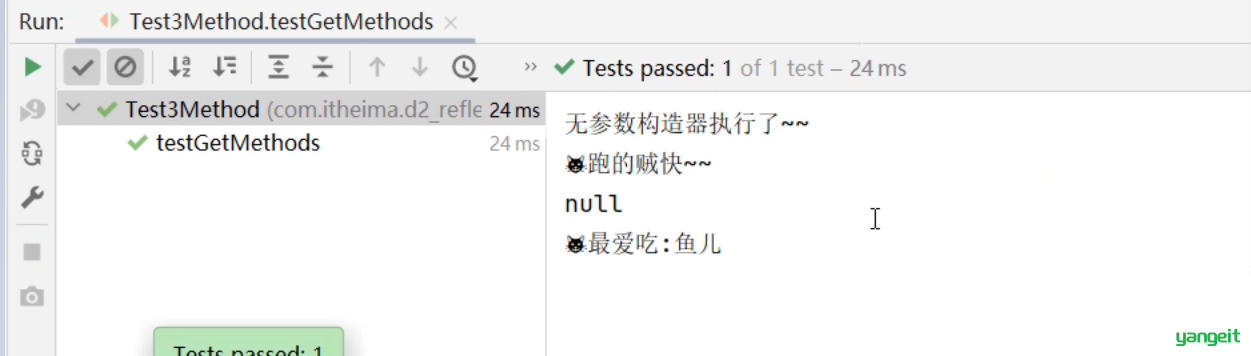 Run:
Test3Method.testGetMethods
Tests passed: 1 of 1 test – 24 ms
Test3Method (com.itheima.d2_refle 24 ms
testGetMethods 24 ms
无参数构造器执行了~~
🐱跑的贼快~~
null
🐱最爱吃:鱼儿
Tests passed: 1
yangeit